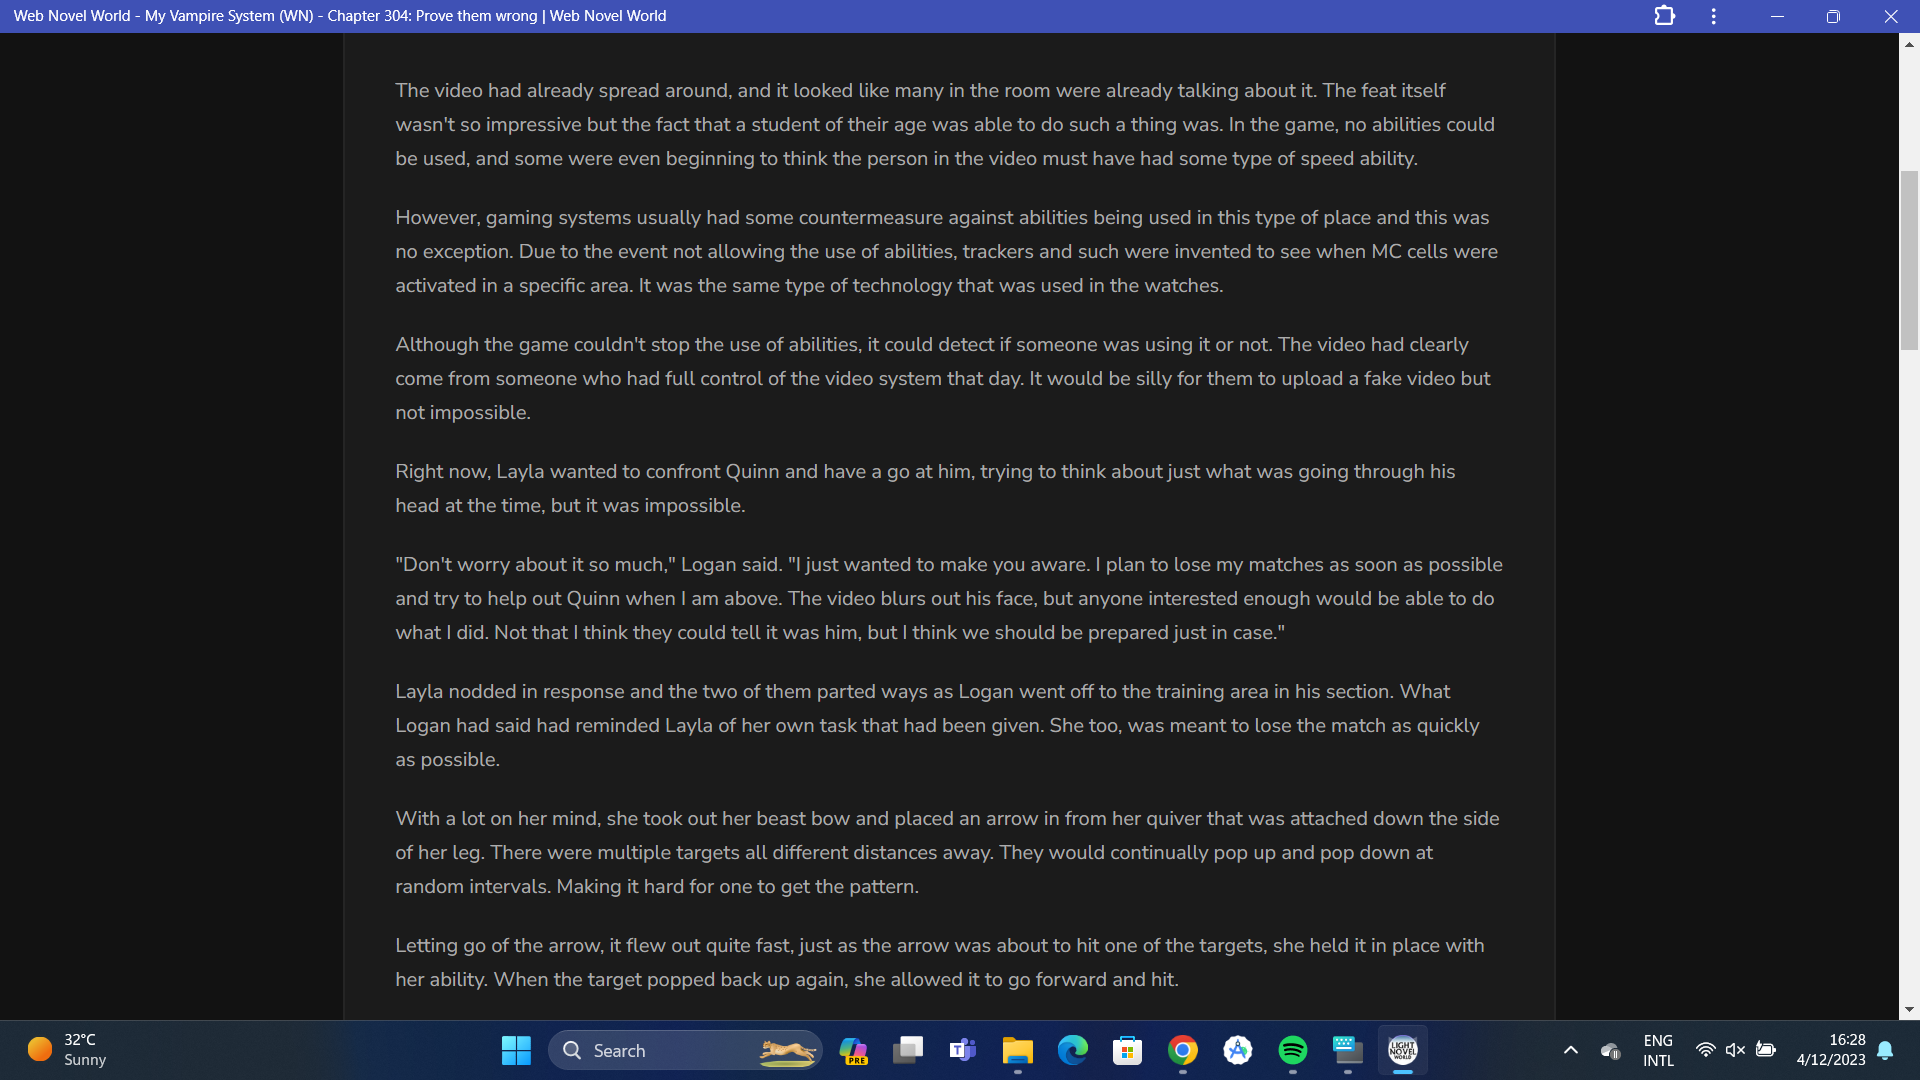 Web Novel World - My Vampire System (WN) - Chapter 304: Prove them wrong | Web Novel World
The video had already spread around, and it looked like many in the room were already talking about it. The feat itself
wasn't so impressive but the fact that a student of their age was able to do such a thing was. In the game, no abilities could
be used, and some were even beginning to think the person in the video must have had some type of speed ability.
However, gaming systems usually had some countermeasure against abilities being used in this type of place and this was
no exception. Due to the event not allowing the use of abilities, trackers and such were invented to see when MC cells were
activated in a specific area. It was the same type of technology that was used in the watches.
Although the game couldn't stop the use of abilities, it could detect if someone was using it or not. The video had clearly
come from someone who had full control of the video system that day. It would be silly for them to upload a fake video but
not impossible.
Right now, Layla wanted to confront Quinn and have a go at him, trying to think about just what was going through his
head at the time, but it was impossible.
"Don't worry about it so much," Logan said. "I just wanted to make you aware. I plan to lose my matches as soon as possible
and try to help out Quinn when I am above. The video blurs out his face, but anyone interested enough would be able to do
what I did. Not that I think they could tell it was him, but I think we should be prepared just in case."
Layla nodded in response and the two of them parted ways as Logan went off to the training area in his section. What
Logan had said had reminded Layla of her own task that had been given. She too, was meant to lose the match as quickly
as possible.
With a lot on her mind, she took out her beast bow and placed an arrow in from her quiver that was attached down the side
of her leg. There were multiple targets all different distances away. They would continually pop up and pop down at
random intervals. Making it hard for one to get the pattern.
Letting go of the arrow, it flew out quite fast, just as the arrow was about to hit one of the targets, she held it in place with
her ability. When the target popped back up again, she allowed it to go forward and hit.
32°C
Sunny
Search
PRE
LIGHT
NOVEL
WORLD
ENG
INTL
16:28
4/12/2023